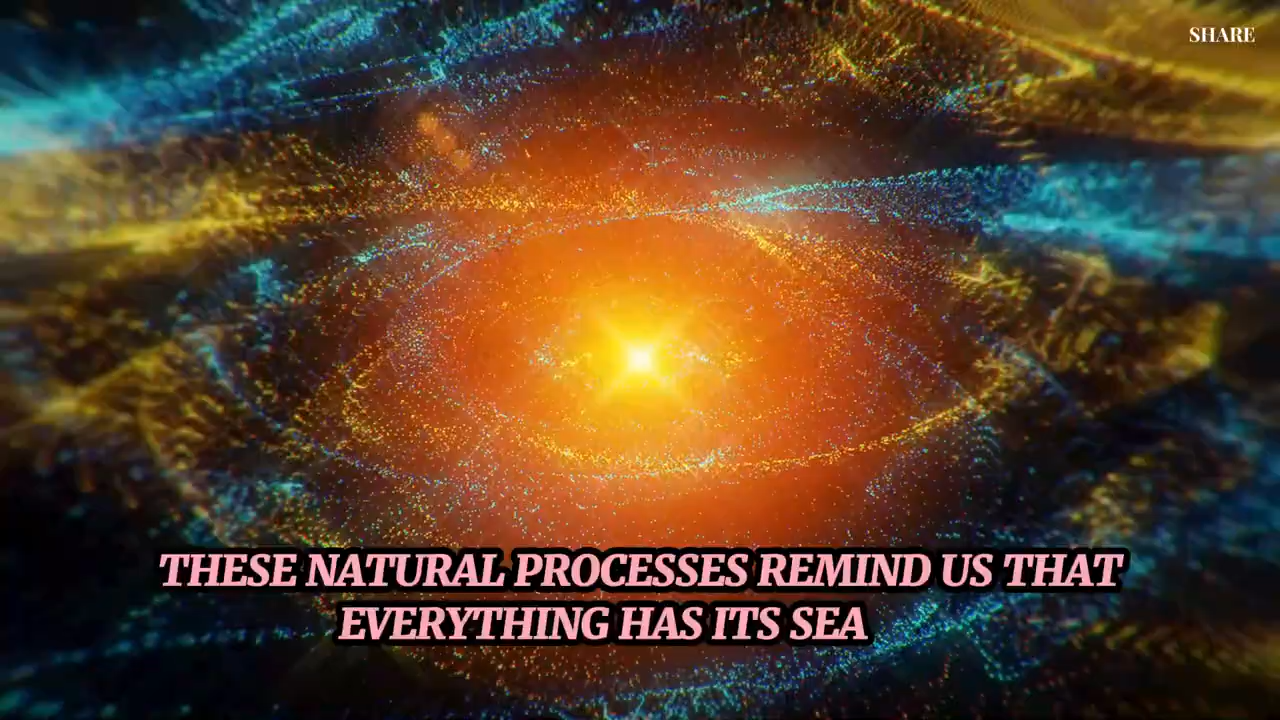 SHARE
THESE NATURAL PROCESSES REMIND US THAT
EVERYTHING HAS ITS SEA